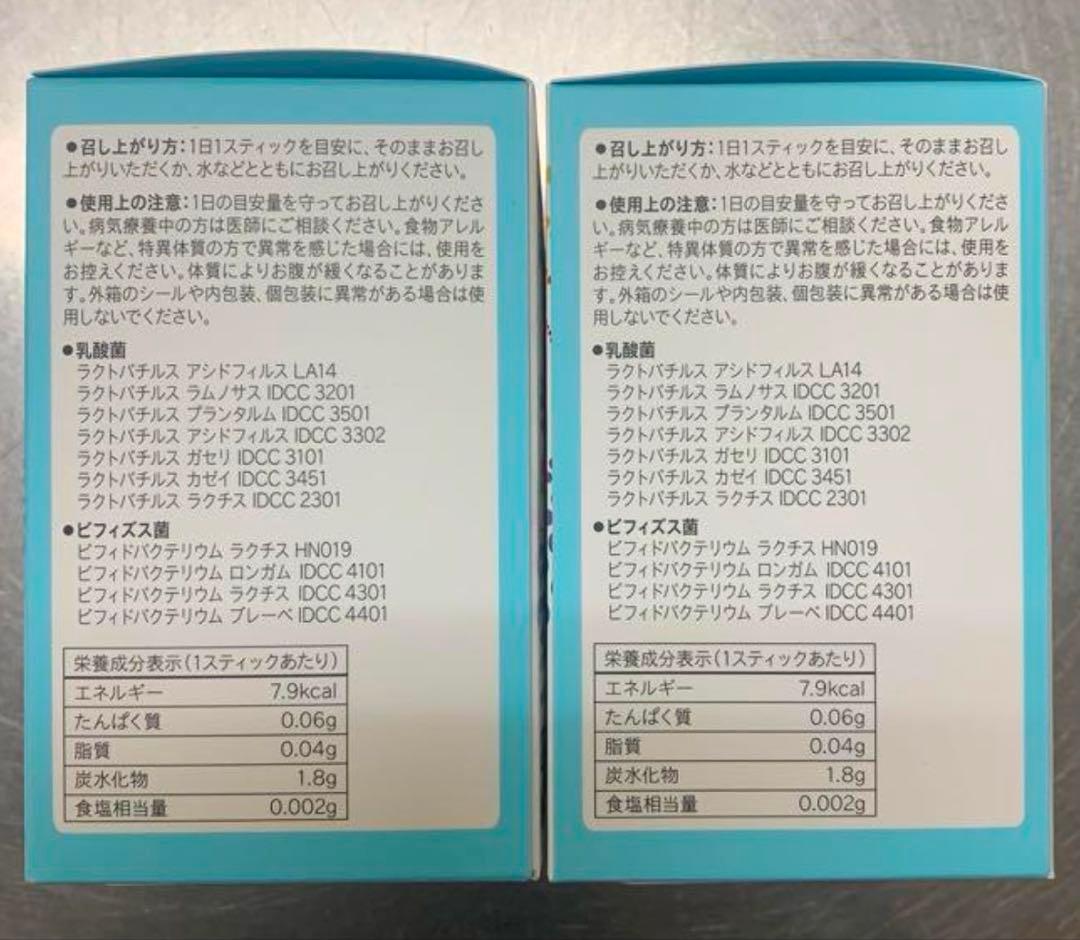 ●召し上がり方：1日1スティックを目安に、そのままお召し
上がりいただくか、水などとともにお召し上がりください。
●使用上の注意：1日の目安量を守ってお召し上がりくださ
い。病気療養中の方は医師にご相談ください。食物アレル
ギーなど、特異体質の方で異常を感じた場合には、使用を
お控えください。体質によりお腹が緩くなることがありま
す。外箱のシールや内包装、個包装に異常がある場合は使
用しないでください。
●乳酸菌
ラクトバチルス アシドフィルス LA14
ラクトバチルス ラムノサス IDCC 3201
ラクトバチルス プランタルム IDCC 3501
ラクトバチルス アシドフィルス IDCC 3302
ラクトバチルス ガセリ IDCC 3101
ラクトバチルス カゼイ IDCC 3451
ラクトバチルス ラクチス IDCC 2301
●ビフィズス菌
ビフィドバクテリウム ラクチス HN019
ビフィドバクテリウム ロンガム IDCC 4101
ビフィドバクテリウム ラクチス IDCC 4301
ビフィドバクテリウム ブレーベ IDCC 4401
栄養成分表示（1スティックあたり）
エネルギー 7.9kcal
たんぱく質 0.06g
脂質 0.04g
炭水化物 1.8g
食塩相当量 0.002g
●召し上がり方：1日1スティックを目安に、そのままお召し
上がりいただくか、水などとともにお召し上がりください。
●使用上の注意：1日の目安量を守ってお召し上がりくださ
い。病気療養中の方は医師にご相談ください。食物アレル
ギーなど、特異体質の方で異常を感じた場合には、使用を
お控えください。体質によりお腹が緩くなることがありま
す。外箱のシールや内包装、個包装に異常がある場合は使
用しないでください。
●乳酸菌
ラクトバチルス アシドフィルス LA14
ラクトバチルス ラムノサス IDCC 3201
ラクトバチルス プランタルム IDCC 3501
ラクトバチルス アシドフィルス IDCC 3302
ラクトバチルス ガセリ IDCC 3101
ラクトバチルス カゼイ IDCC 3451
ラクトバチルス ラクチス IDCC 2301
●ビフィズス菌
ビフィドバクテリウム ラクチス HN019
ビフィドバクテリウム ロンガム IDCC 4101
ビフィドバクテリウム ラクチス IDCC 4301
ビフィドバクテリウム ブレーベ IDCC 4401
栄養成分表示（1スティックあたり）
エネルギー 7.9kcal
たんぱく質 0.06g
脂質 0.04g
炭水化物 1.8g
食塩相当量 0.002g